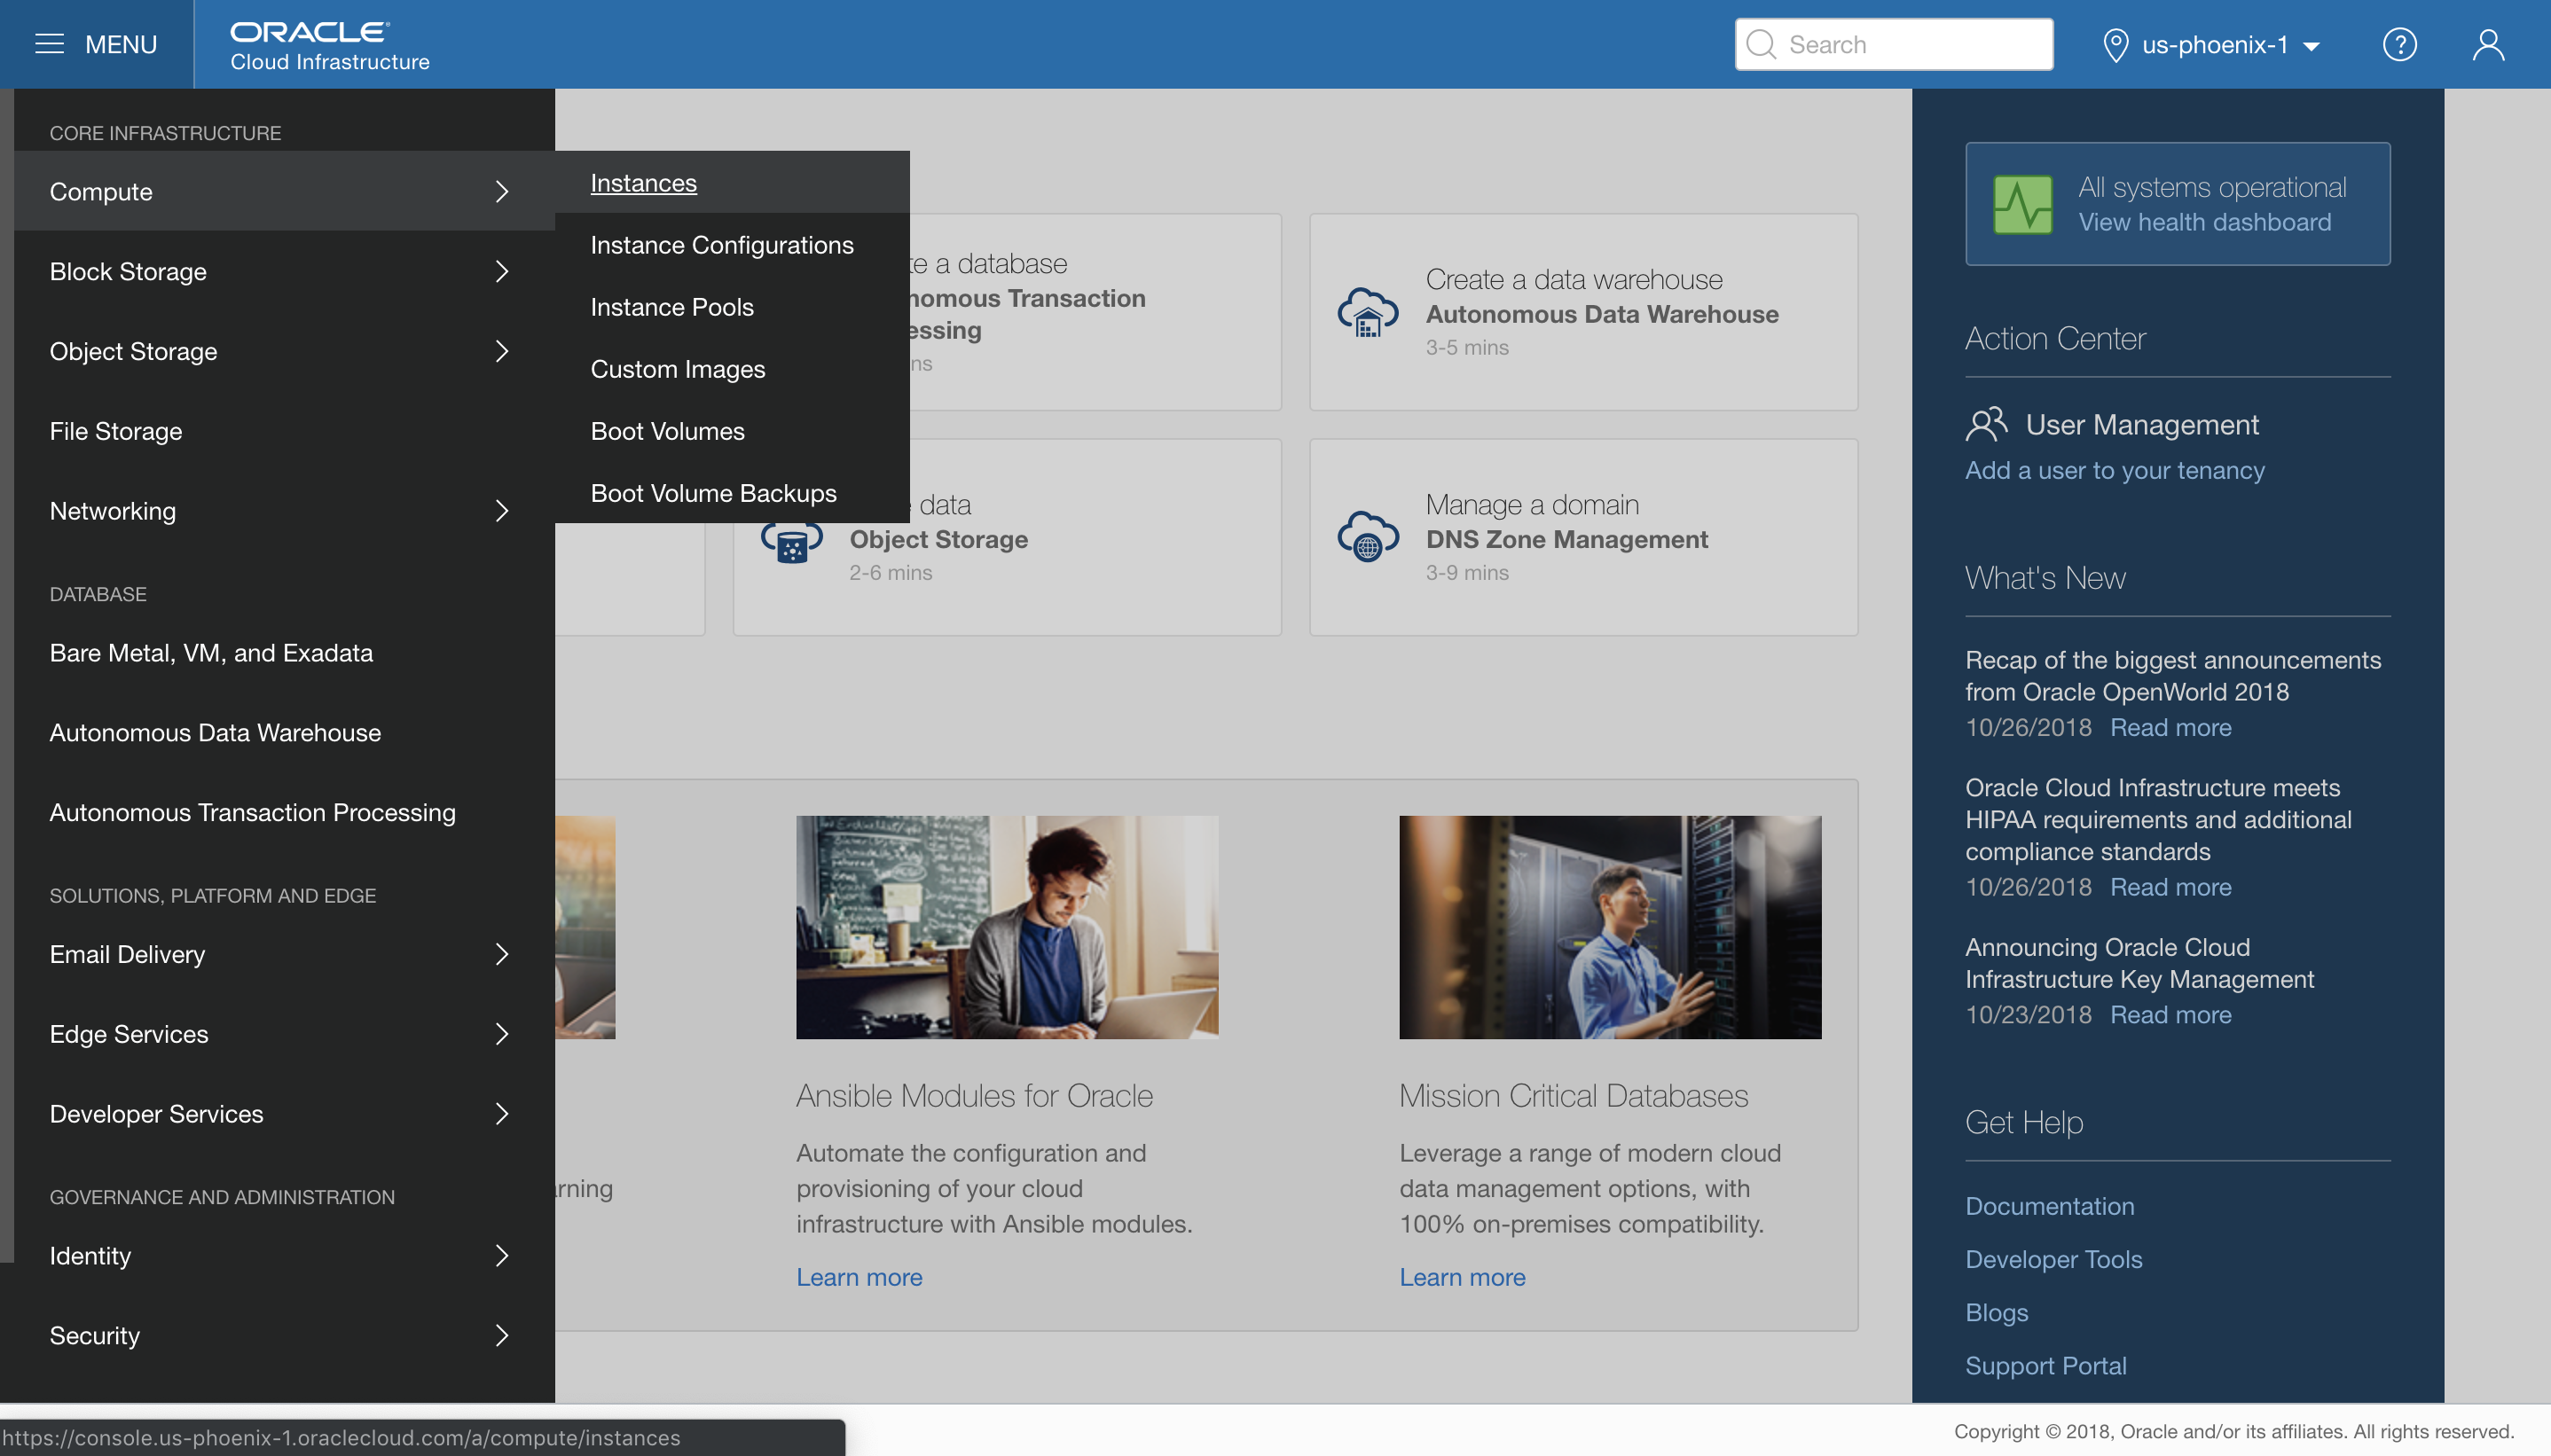 MENU
ORACLE
Cloud Infrastructure
Search
us-phoenix-1
CORE INFRASTRUCTURE
Compute
Block Storage
Object Storage
File Storage
Networking
DATABASE
Bare Metal, VM, and Exadata
Autonomous Data Warehouse
Autonomous Transaction Processing
SOLUTIONS, PLATFORM AND EDGE
Email Delivery
Edge Services
Developer Services
GOVERNANCE AND ADMINISTRATION
Identity
Security
Instances
Instance Configurations
Instance Pools
Custom Images
Boot Volumes
Boot Volume Backups
a database
Transaction
Create a data warehouse
Autonomous Data Warehouse
3-5 mins
data
Object Storage
2-6 mins
Manage a domain
DNS Zone Management
3-9 mins
Ansible Modules for Oracle
Automate the configuration and
provisioning of your cloud
infrastructure with Ansible modules.
Learn more
Mission Critical Databases
Leverage a range of modern cloud
data management options, with
100% on-premises compatibility.
Learn more
All systems operational
View health dashboard
Action Center
User Management
Add a user to your tenancy
What's New
Recap of the biggest announcements
from Oracle OpenWorld 2018
10/26/2018 Read more
Oracle Cloud Infrastructure meets
HIPAA requirements and additional
compliance standards
10/26/2018 Read more
Announcing Oracle Cloud
Infrastructure Key Management
10/23/2018 Read more
Get Help
Documentation
Developer Tools
Blogs
Support Portal
https://console.us-phoenix-1.oraclecloud.com/a/compute/instances
Copyright © 2018, Oracle and/or its affiliates. All rights reserved.